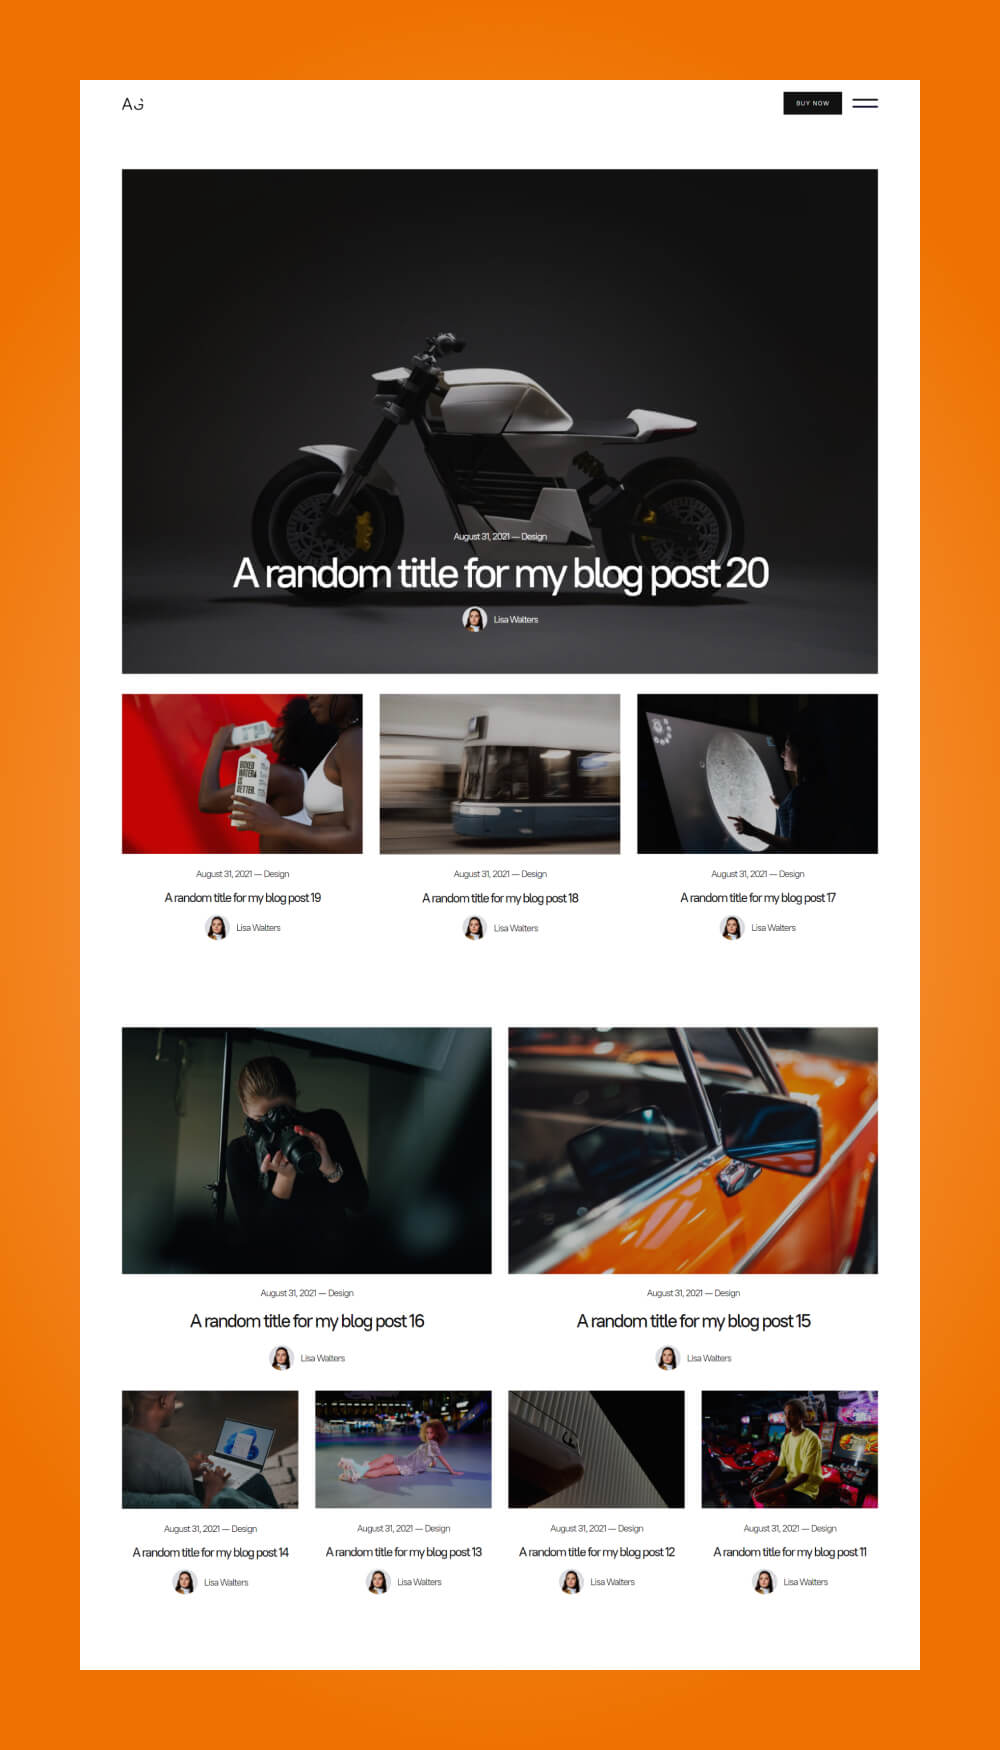 AG
BUY NOW
August 31, 2021 — Design
A random title for my blog post 20
Lisa Walters
BOXED
WATER
IS
BETTER.
August 31, 2021 — Design
A random title for my blog post 19
Lisa Walters
August 31, 2021 — Design
A random title for my blog post 18
Lisa Walters
August 31, 2021 — Design
A random title for my blog post 17
Lisa Walters
August 31, 2021 — Design
A random title for my blog post 16
Lisa Walters
August 31, 2021 — Design
A random title for my blog post 15
Lisa Walters
August 31, 2021 — Design
A random title for my blog post 14
Lisa Walters
August 31, 2021 — Design
A random title for my blog post 13
Lisa Walters
August 31, 2021 — Design
A random title for my blog post 12
Lisa Walters
August 31, 2021 — Design
A random title for my blog post 11
Lisa Walters